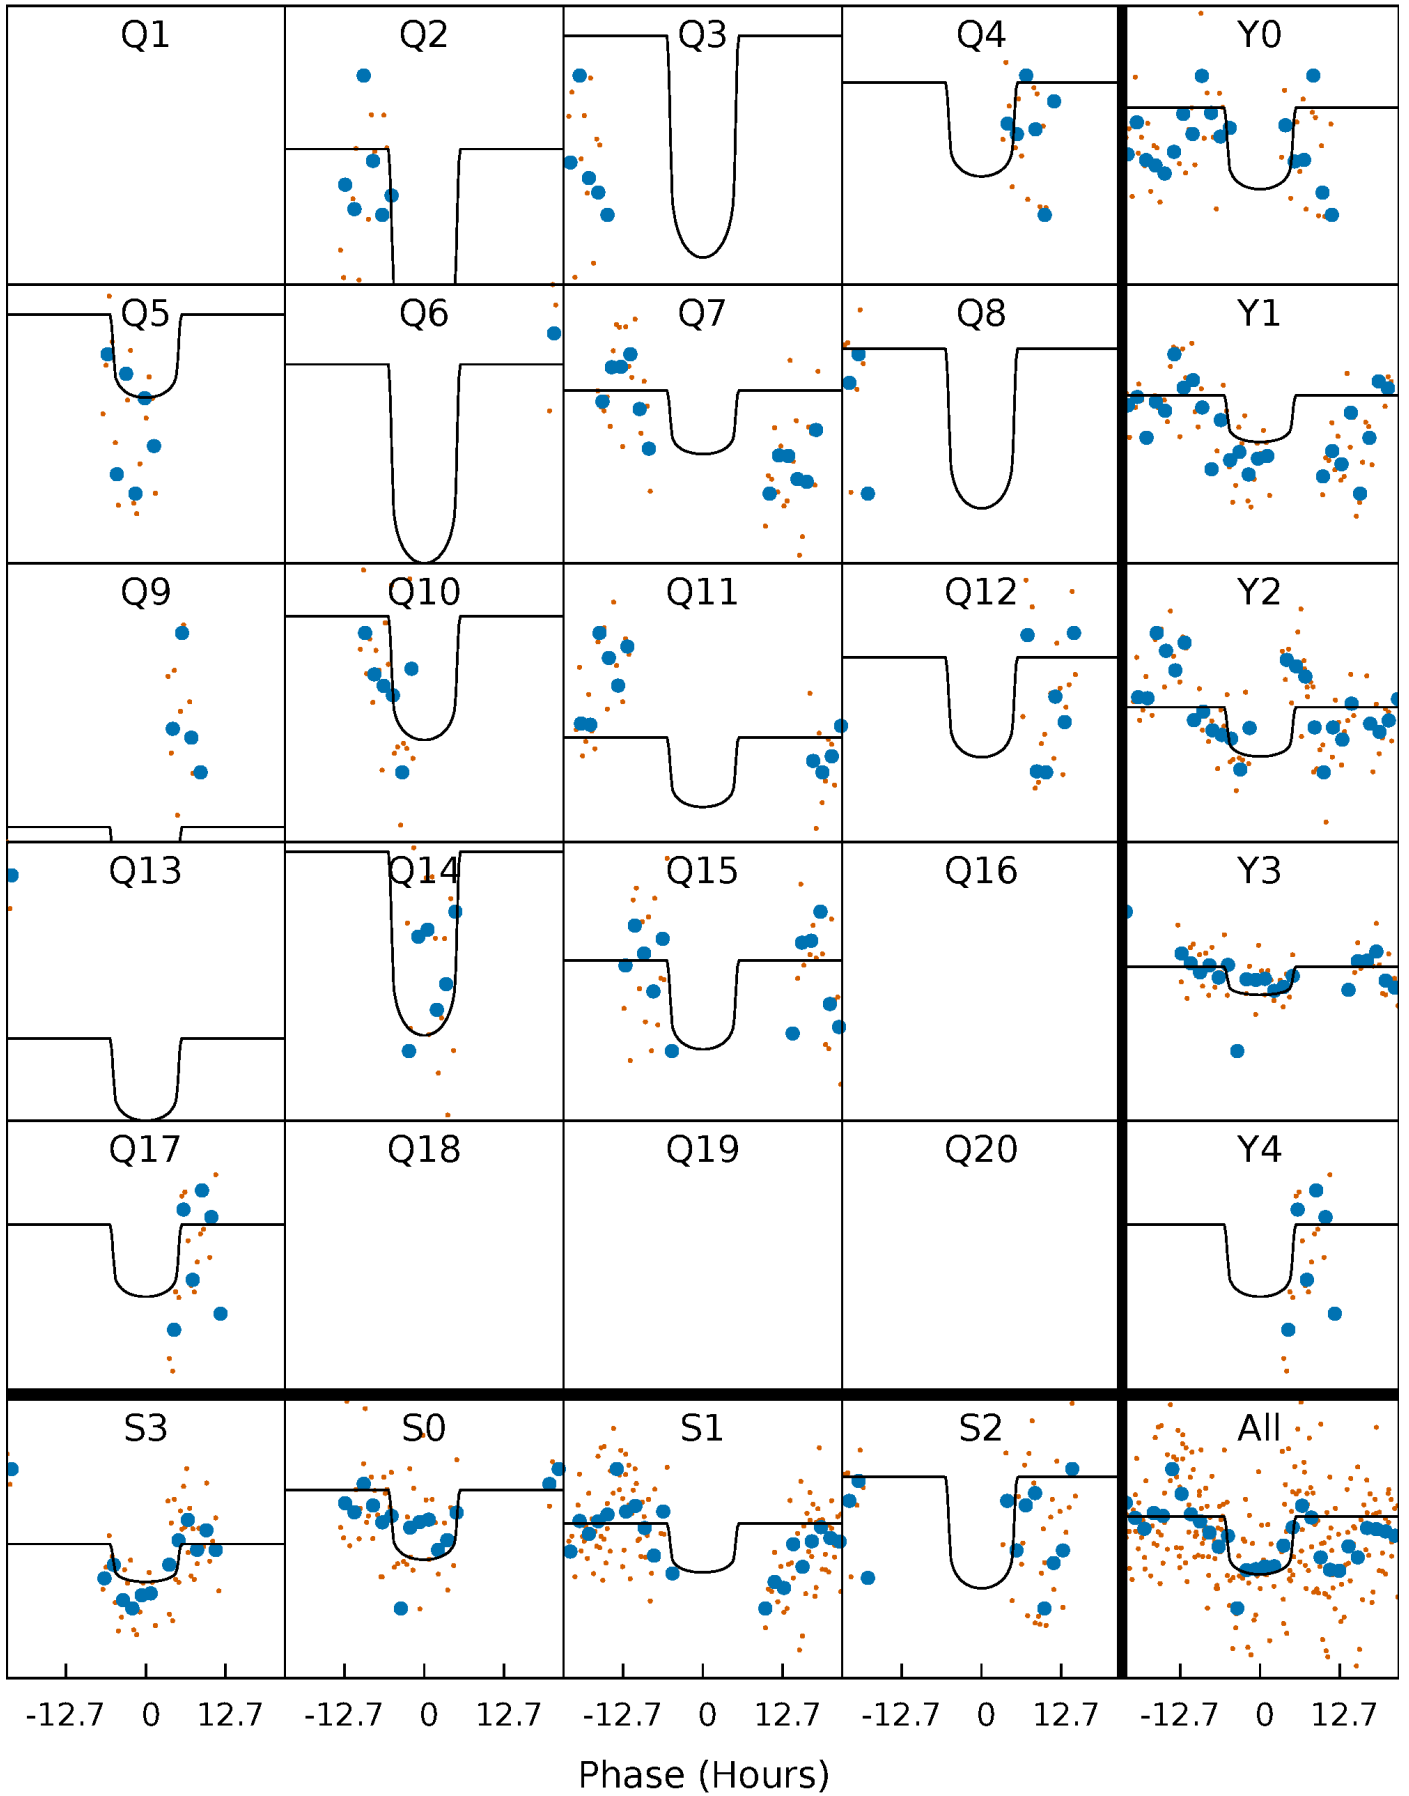 Q1 Q2 Q3 Q4 Y0
Q5 Q6 Q7 Q8 Y1
Q9 Q10 Q11 Q12 Y2
Q13 Q14 Q15 Q16 Y3
Q17 Q18 Q19 Q20 Y4
S3 S0 S1 S2 All
-12.7 0 12.7 -12.7 0 12.7 -12.7 0 12.7 -12.7 0 12.7 -12.7 0 12.7
Phase (Hours)